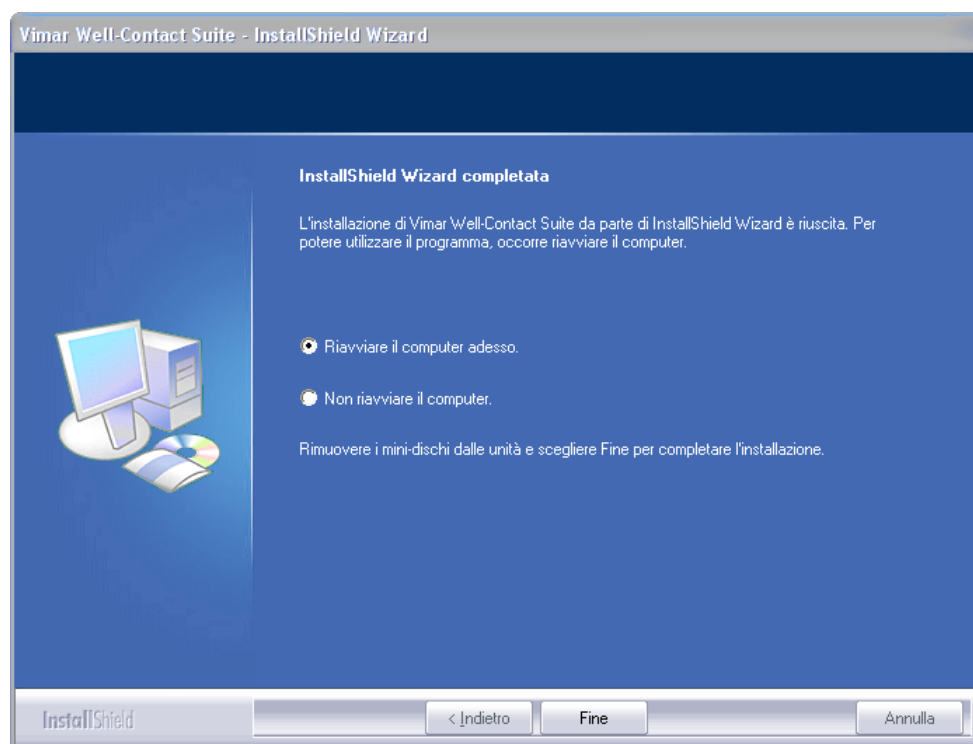 Vimar Well-Contact Suite - InstallShield Wizard
InstallShield Wizard completata
L'installazione di Vimar Well-Contact Suite da parte di InstallShield Wizard è riuscita. Per
potere utilizzare il programma, occorre riavviare il computer.
Riavviare il computer adesso.
Non riavviare il computer.
Rimuovere i mini-dischi dalle unità e scegliere Fine per completare l'installazione.
InstallShield
< Indietro
Fine
Annulla